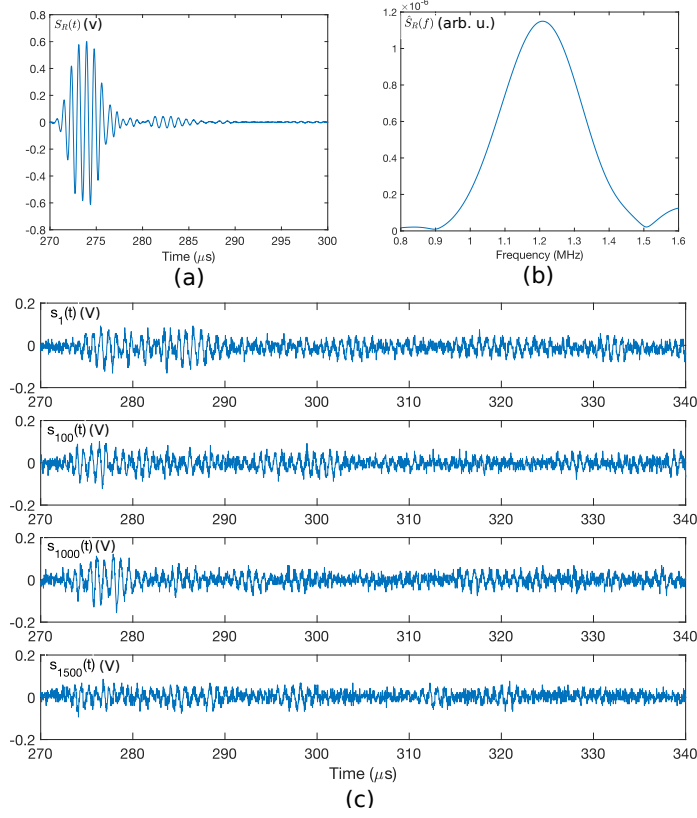 S_R(t) (v)
0.8
0.6
0.4
0.2
0
-0.2
-0.4
-0.6
-0.8
270 275 280 285 290 295 300
Time (μs)
(a)
×10^-6
Ŝ_R(f) (arb. u.)
1.2
1
0.8
0.6
0.4
0.2
0
0.8 0.9 1 1.1 1.2 1.3 1.4 1.5 1.6
Frequency (MHz)
(b)
s_1(t) (V)
0.2
0
-0.2
270 280 290 300 310 320 330 340
s_100(t) (V)
0.2
0
-0.2
270 280 290 300 310 320 330 340
s_1000(t) (V)
0.2
0
-0.2
270 280 290 300 310 320 330 340
s_1500(t) (V)
0.2
0
-0.2
270 280 290 300 310 320 330 340
Time (μs)
(c)